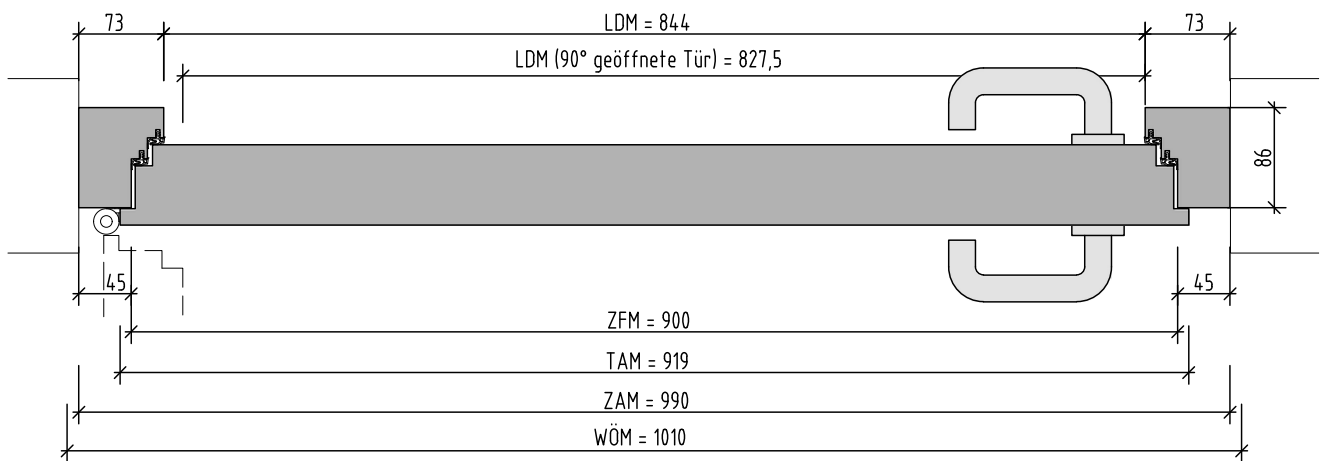 73
LDM = 844
73
LDM (90° geöffnete Tür) = 827,5
86
45
45
ZFM = 900
TAM = 919
ZAM = 990
WÖM = 1010